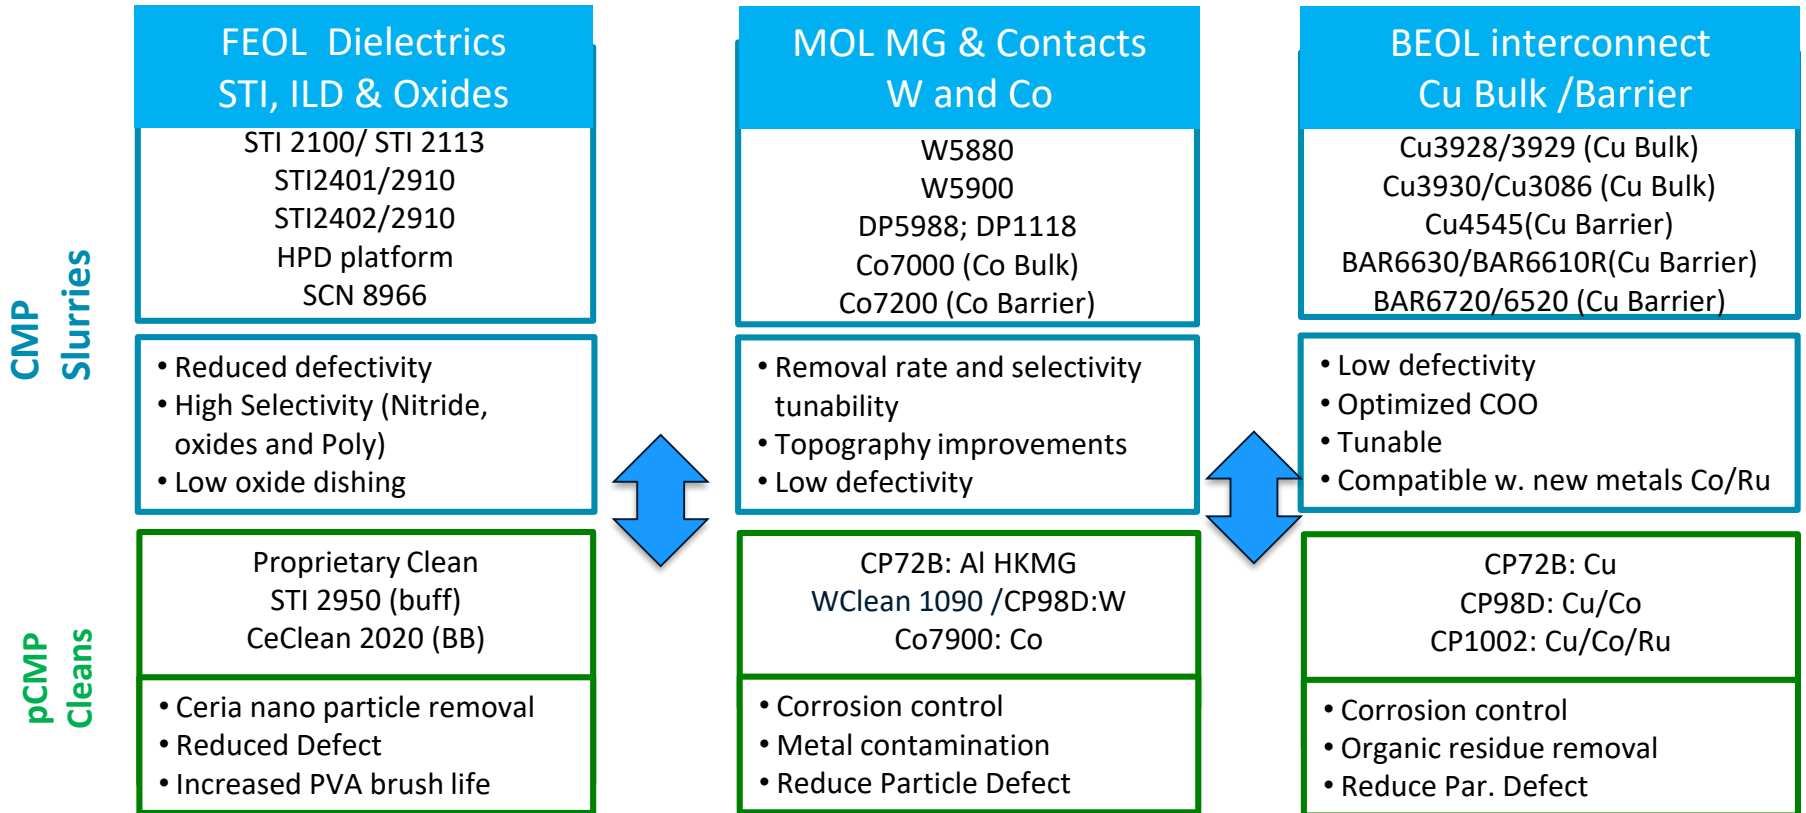 FEOL  Dielectrics
STI, ILD & Oxides
MOL MG & Contacts
W and Co
BEOL interconnect
Cu Bulk /Barrier
CMP
Slurries
STI 2100/ STI 2113
STI2401/2910
STI2402/2910
HPD platform
SCN 8966
W5880
W5900
DP5988; DP1118
Co7000 (Co Bulk)
Co7200 (Co Barrier)
Cu3928/3929 (Cu Bulk)
Cu3930/Cu3086 (Cu Bulk)
Cu4545(Cu Barrier)
BAR6630/BAR6610R(Cu Barrier)
BAR6720/6520 (Cu Barrier)
• Reduced defectivity
• High Selectivity (Nitride,
oxides and Poly)
• Low oxide dishing
• Removal rate and selectivity
tunability
• Topography improvements
• Low defectivity
• Low defectivity
• Optimized COO
• Tunable
• Compatible w. new metals Co/Ru
pCMP
Cleans
Proprietary Clean
STI 2950 (buff)
CeClean 2020 (BB)
CP72B: Al HKMG
WClean 1090 /CP98D:W
Co7900: Co
CP72B: Cu
CP98D: Cu/Co
CP1002: Cu/Co/Ru
• Ceria nano particle removal
• Reduced Defect
• Increased PVA brush life
• Corrosion control
• Metal contamination
• Reduce Particle Defect
• Corrosion control
• Organic residue removal
• Reduce Par. Defect